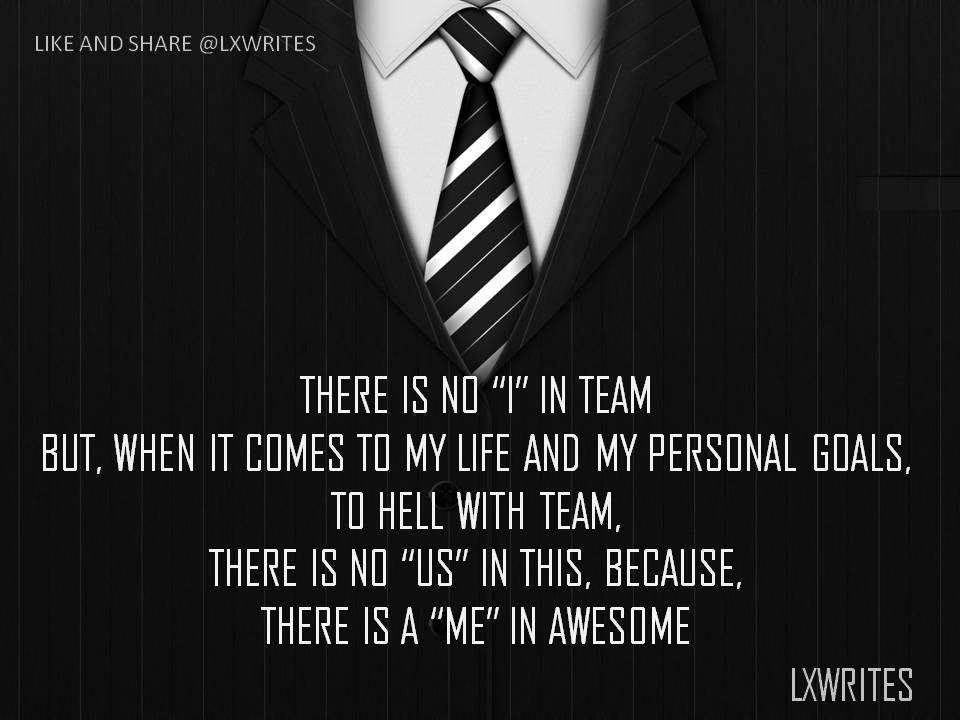 LIKE AND SHARE @LXWRITES
THERE IS NO “I” IN TEAM
BUT, WHEN IT COMES TO MY LIFE AND MY PERSONAL GOALS,
TO HELL WITH TEAM,
THERE IS NO “US” IN THIS, BECAUSE,
THERE IS A “ME” IN AWESOME
LXWRITES